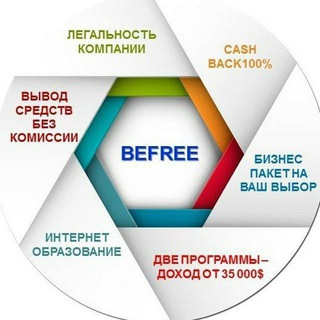 ЛЕГАЛЬНОСТЬ
КОМПАНИИ
CASH
BACK100%
ВЫВОД
СРЕДСТВ
БЕЗ
КОМИССИИ
BEFREE
БИЗНЕС
ПАКЕТ НА
ВАШ ВЫБОР
ИНТЕРНЕТ
ОБРАЗОВАНИЕ
ДВЕ ПРОГРАММЫ –
ДОХОД ОТ 35 000$